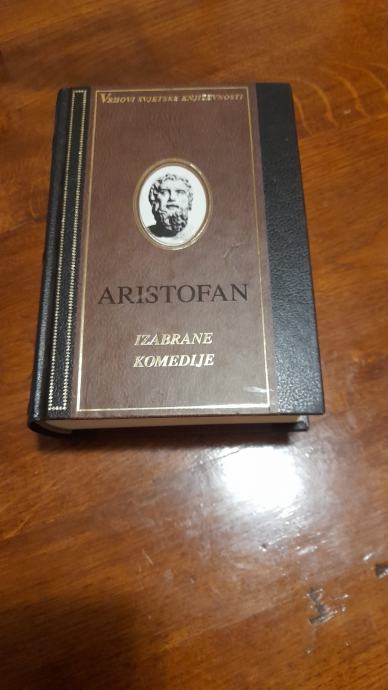 VRHOVI SVJETSKE KNJIŽEVNOSTI
ARISTOFAN
IZABRANE
KOMEDIJE